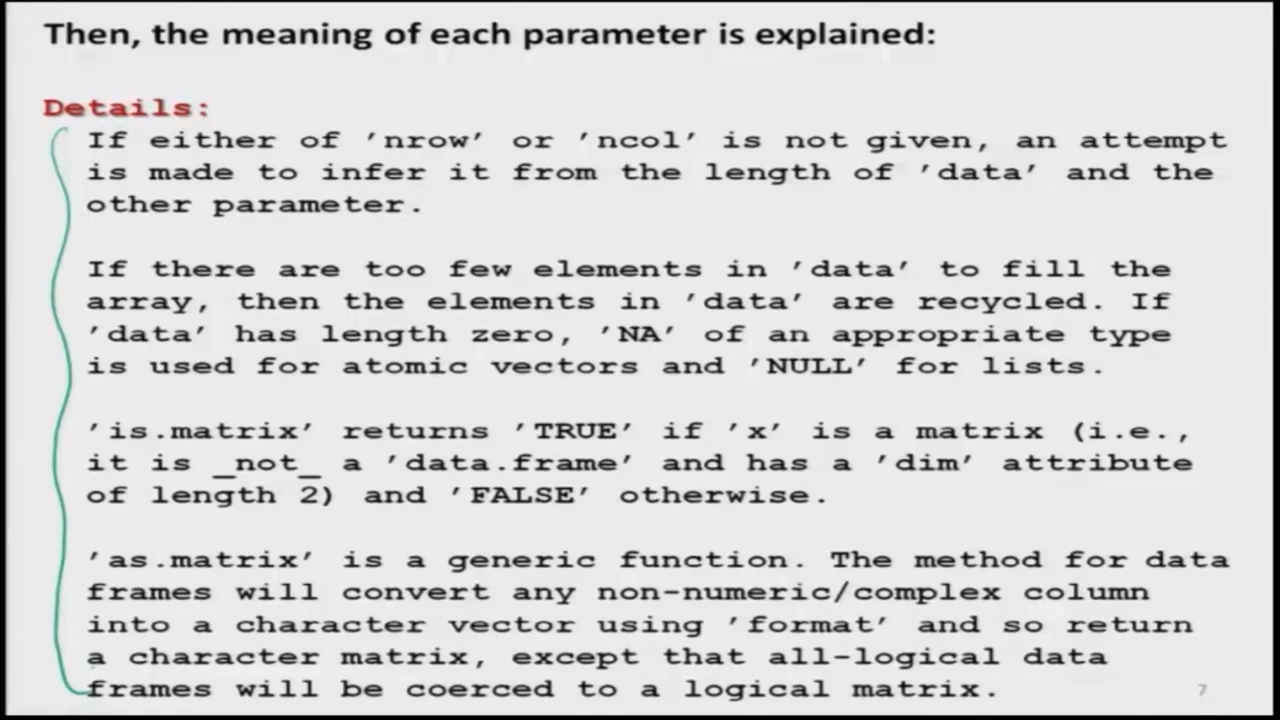 Then, the meaning of each parameter is explained:
Details:
If either of ’nrow’ or ’ncol’ is not given, an attempt
is made to infer it from the length of ’data’ and the
other parameter.
If there are too few elements in ’data’ to fill the
array, then the elements in ’data’ are recycled. If
’data’ has length zero, ’NA’ of an appropriate type
is used for atomic vectors and ’NULL’ for lists.
’is.matrix’ returns ’TRUE’ if ’x’ is a matrix (i.e.,
it is _not_ a ’data.frame’ and has a ’dim’ attribute
of length 2) and ’FALSE’ otherwise.
’as.matrix’ is a generic function. The method for data
frames will convert any non-numeric/complex column
into a character vector using ’format’ and so return
a character matrix, except that all-logical data
frames will be coerced to a logical matrix.
7